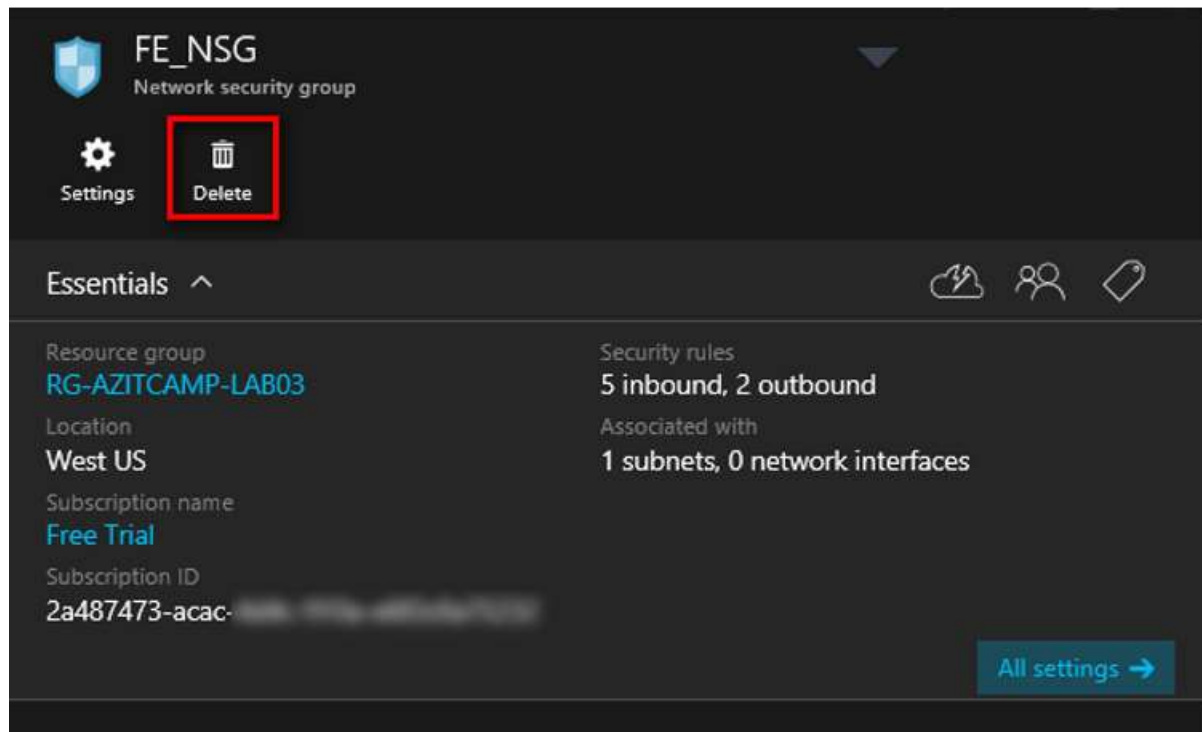 FE_NSG
Network security group
Settings
Delete
Essentials
Resource group
RG-AZITCAMP-LAB03
Location
West US
Subscription name
Free Trial
Subscription ID
2a487473-acac-
Security rules
5 inbound, 2 outbound
Associated with
1 subnets, 0 network interfaces
All settings →